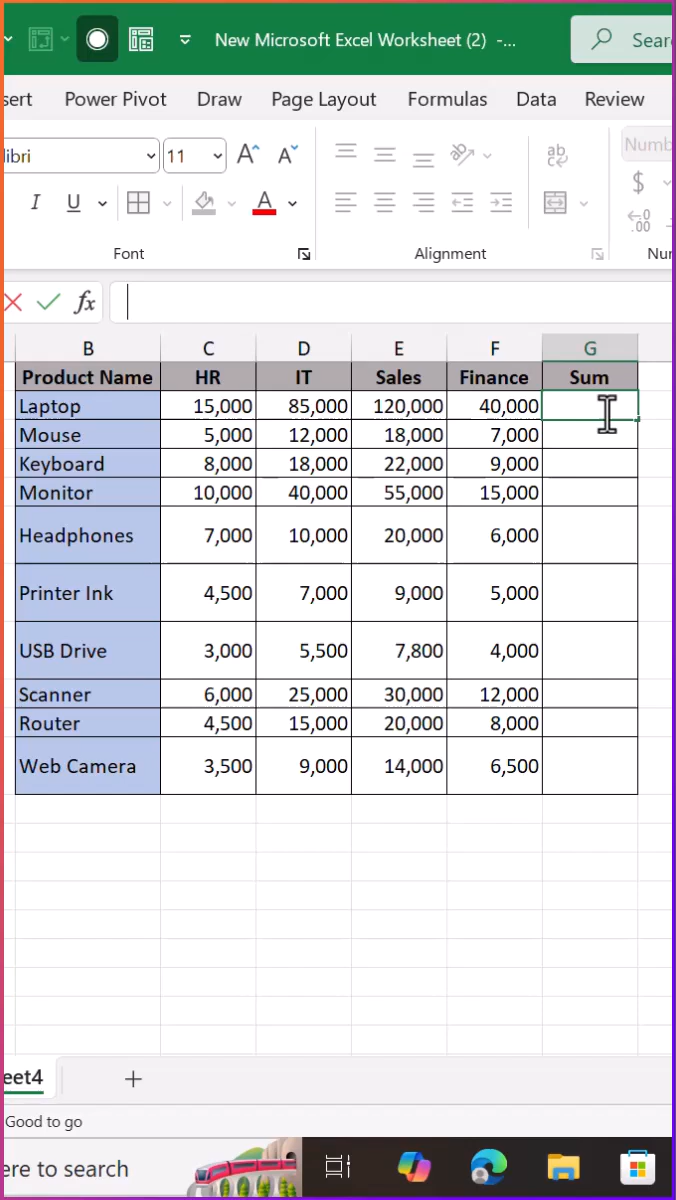 New Microsoft Excel Worksheet (2) -...
Sear
sert Power Pivot Draw Page Layout Formulas Data Review
libri 11 A^ A˅ ab Numb
I U A $
.00
Font Alignment Nur
fx
B C D E F G
Product Name HR IT Sales Finance Sum
Laptop 15,000 85,000 120,000 40,000
Mouse 5,000 12,000 18,000 7,000
Keyboard 8,000 18,000 22,000 9,000
Monitor 10,000 40,000 55,000 15,000
Headphones 7,000 10,000 20,000 6,000
Printer Ink 4,500 7,000 9,000 5,000
USB Drive 3,000 5,500 7,800 4,000
Scanner 6,000 25,000 30,000 12,000
Router 4,500 15,000 20,000 8,000
Web Camera 3,500 9,000 14,000 6,500
eet4
Good to go
ere to search